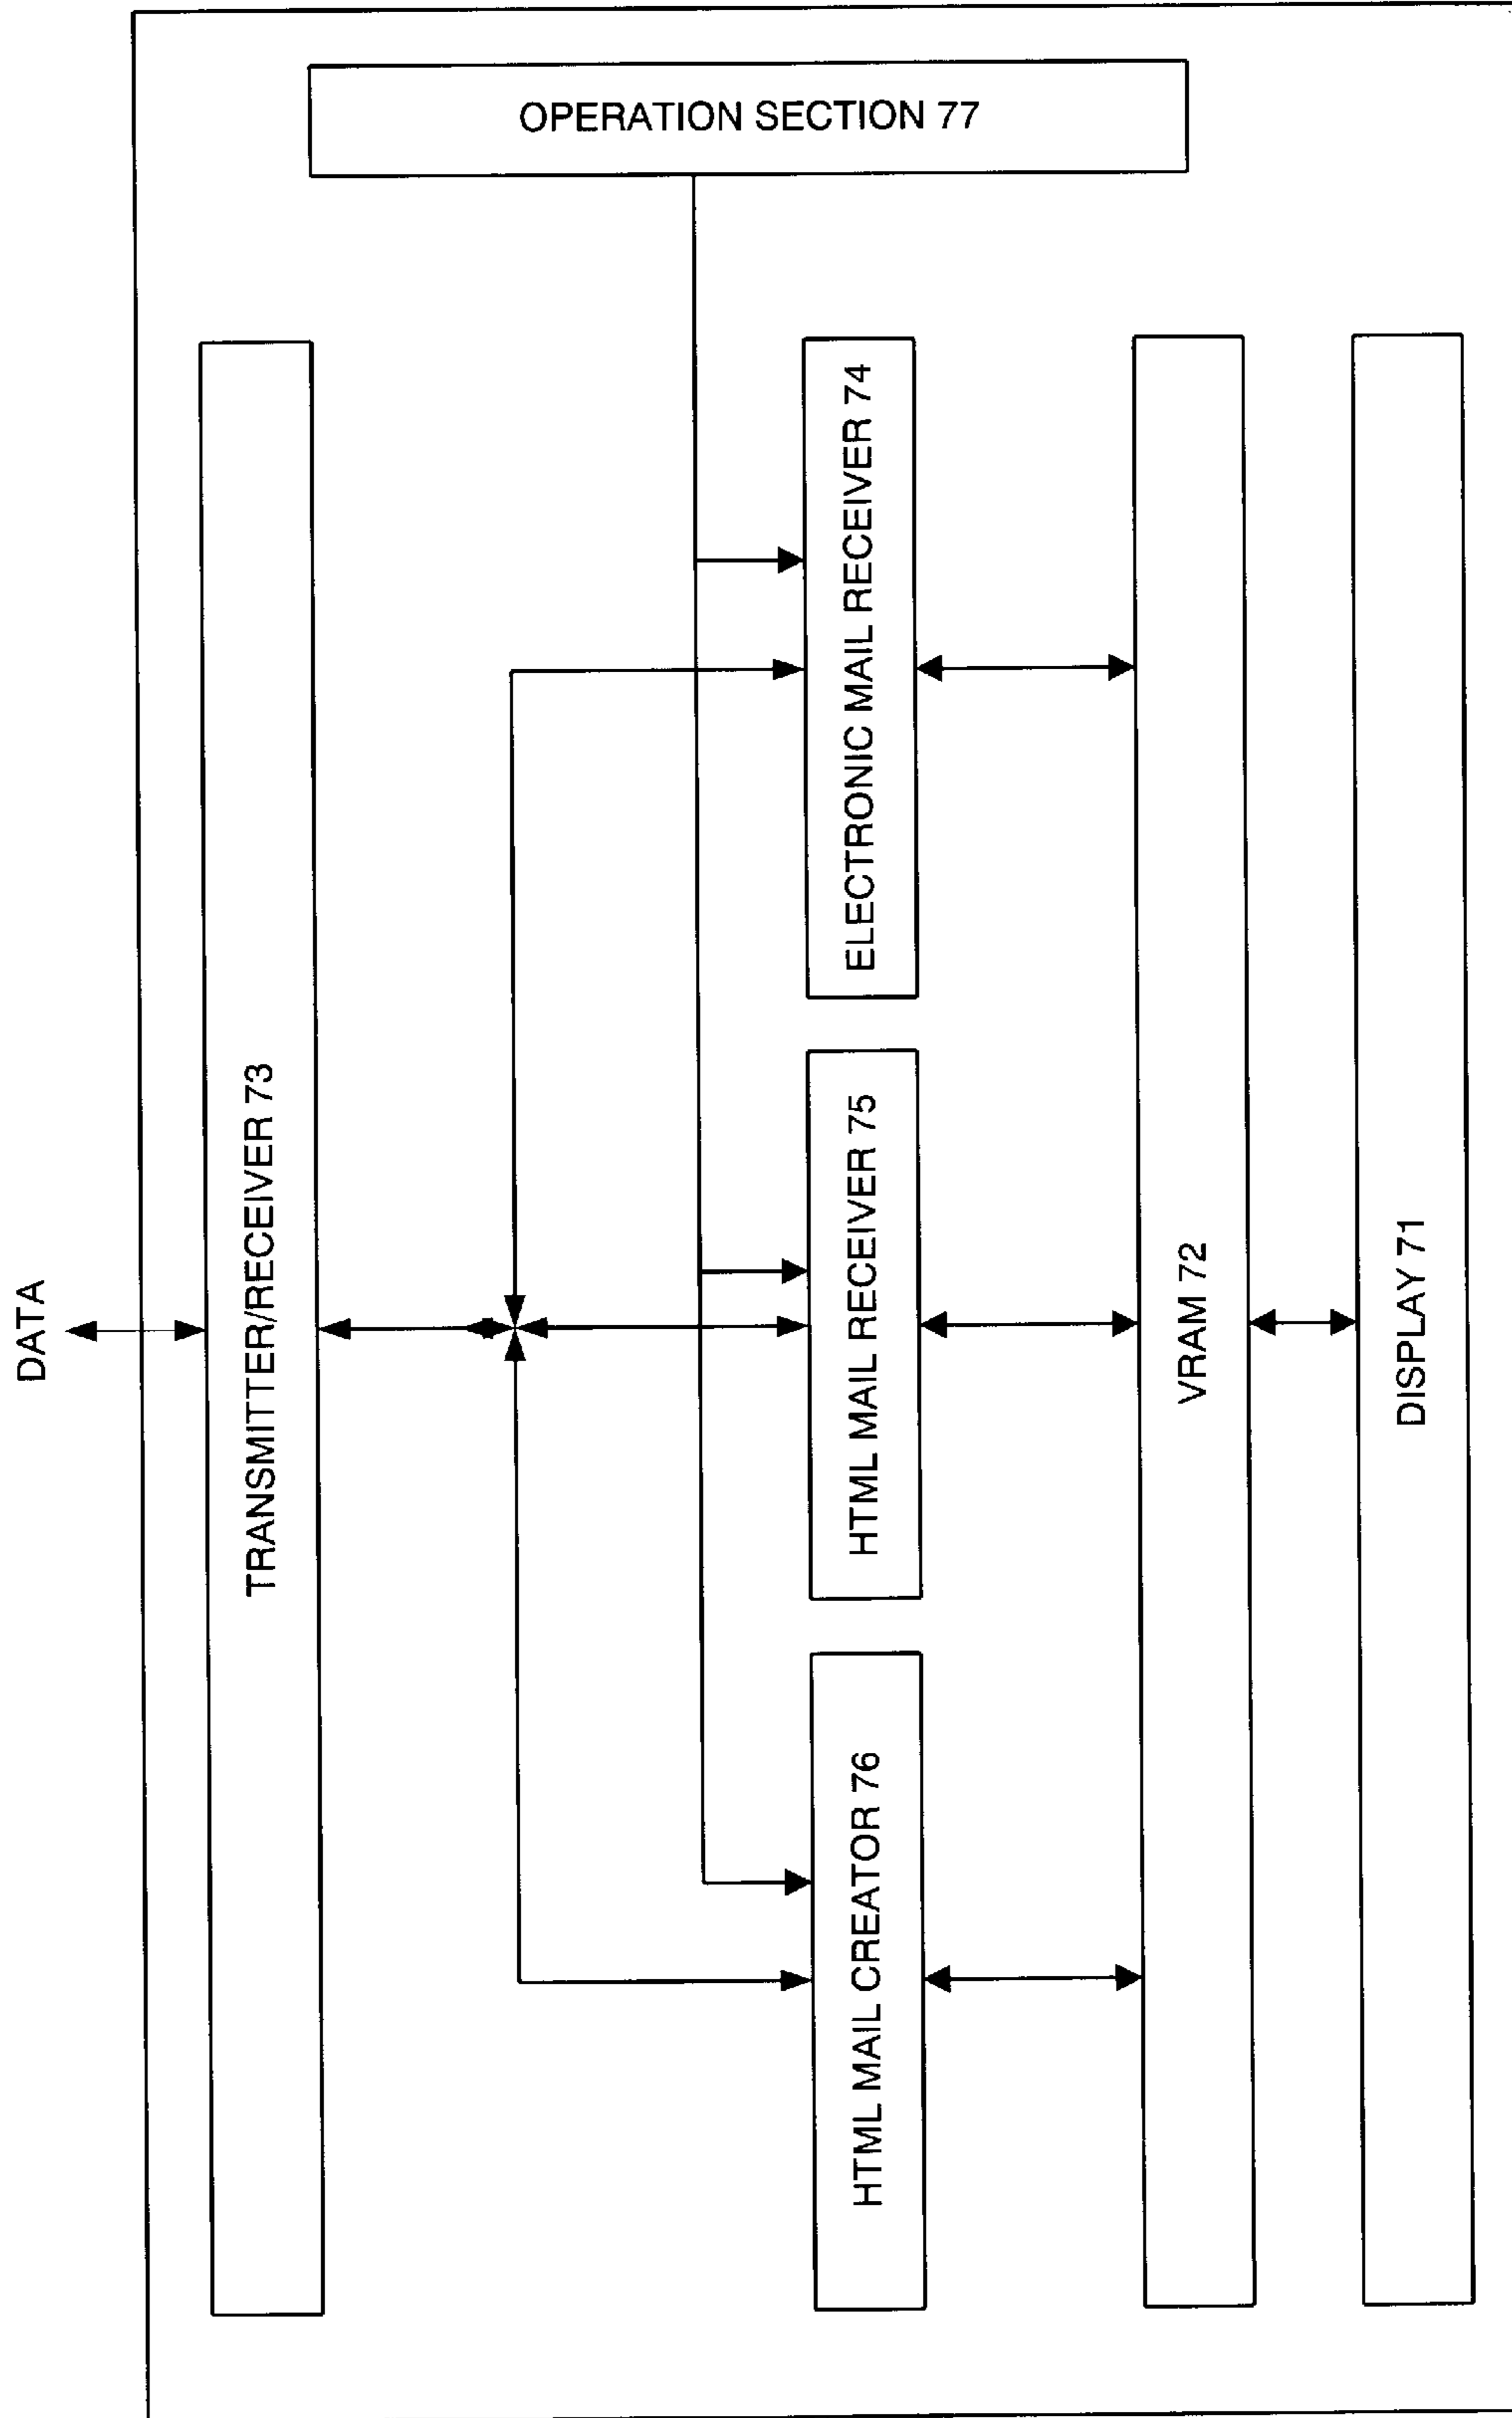 OPERATION SECTION 77
DATA
TRANSMITTER/RECEIVER 73
HTML MAIL CREATOR 76
HTML MAIL RECEIVER 75
ELECTRONIC MAIL RECEIVER 74
VRAM 72
DISPLAY 71